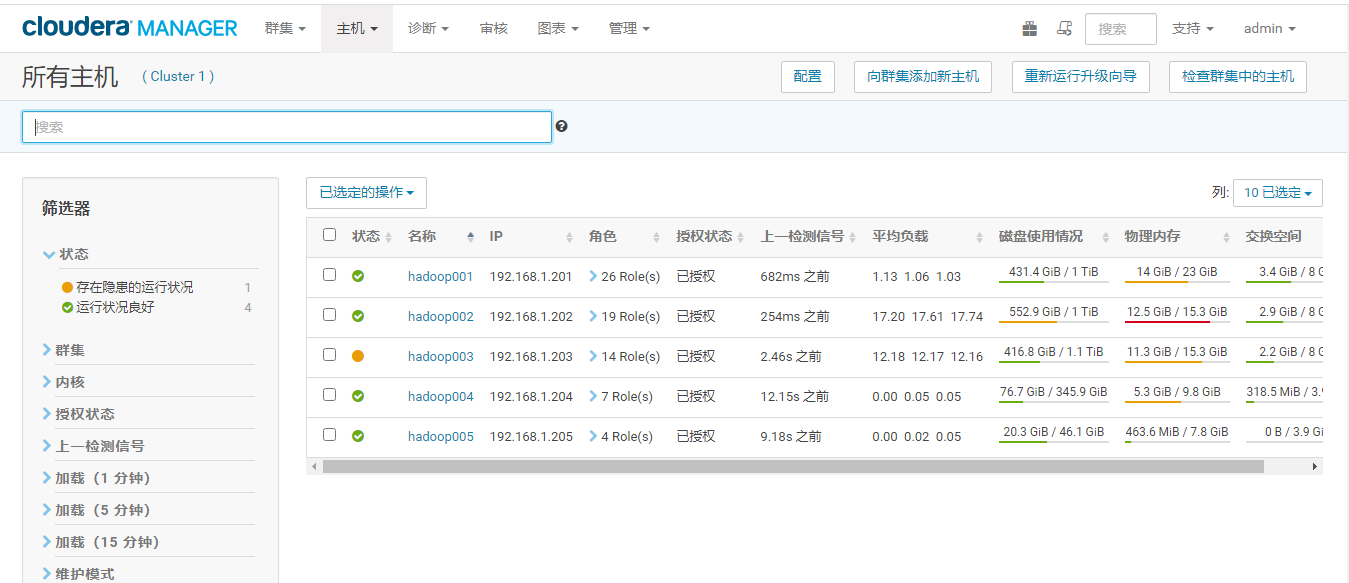 cloudera MANAGER 群集 主机 诊断 审核 图表 管理 搜索 支持 admin
所有主机 ( Cluster 1 ) 配置 向群集添加新主机 重新运行升级向导 检查群集中的主机
搜索
筛选器
状态
存在隐患的运行状况 1
运行状况良好 4
群集
内核
授权状态
上一检测信号
加载（1 分钟）
加载（5 分钟）
加载（15 分钟）
维护模式
已选定的操作 列: 10 已选定
状态 名称 IP 角色 授权状态 上一检测信号 平均负载 磁盘使用情况 物理内存 交换空间
hadoop001 192.168.1.201 26 Role(s) 已授权 682ms 之前 1.13 1.06 1.03 431.4 GiB / 1 TiB 14 GiB / 23 GiB 3.4 GiB / 8 G
hadoop002 192.168.1.202 19 Role(s) 已授权 254ms 之前 17.20 17.61 17.74 552.9 GiB / 1 TiB 12.5 GiB / 15.3 GiB 2.9 GiB / 8 G
hadoop003 192.168.1.203 14 Role(s) 已授权 2.46s 之前 12.18 12.17 12.16 416.8 GiB / 1.1 TiB 11.3 GiB / 15.3 GiB 2.2 GiB / 8 G
hadoop004 192.168.1.204 7 Role(s) 已授权 12.15s 之前 0.00 0.05 0.05 76.7 GiB / 345.9 GiB 5.3 GiB / 9.8 GiB 318.5 MiB / 3.9
hadoop005 192.168.1.205 4 Role(s) 已授权 9.18s 之前 0.00 0.02 0.05 20.3 GiB / 46.1 GiB 463.6 MiB / 7.8 GiB 0 B / 3.9 Gi